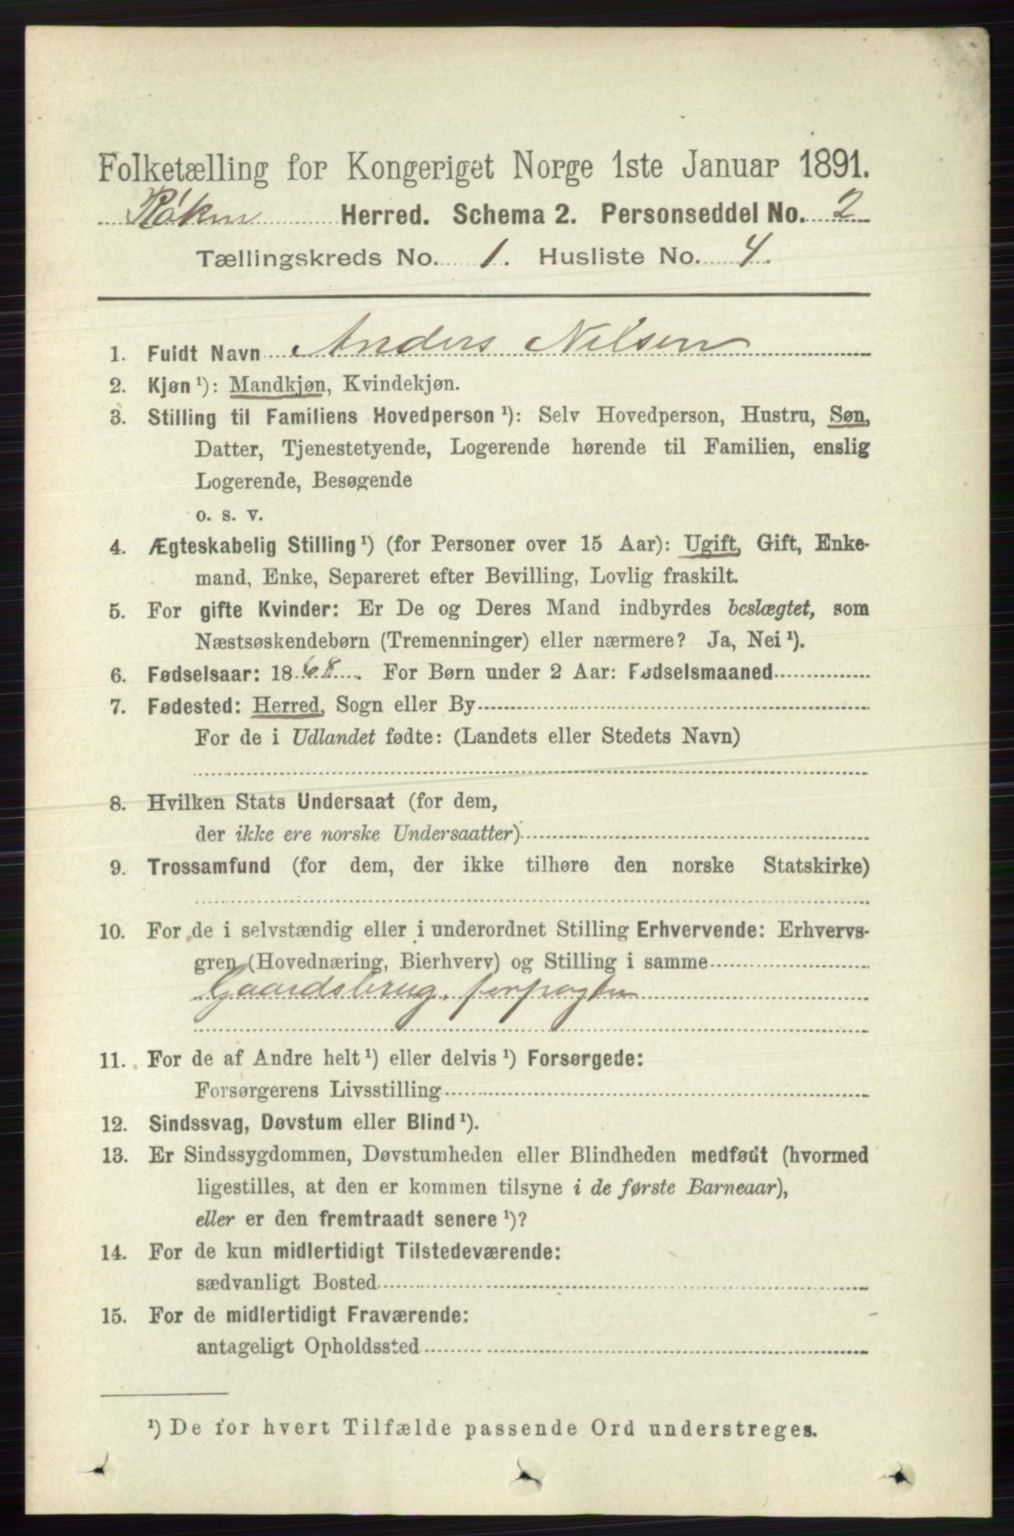 Folketælling for Kongeriget Norge 1ste Januar 1891.
Røken Herred. Schema 2. Personseddel No. 2
Tællingskreds No. 1. Husliste No. 4.
1. Fuldt Navn Anders Nilsen
2. Kjøn ¹): Mandkjøn, Kvindekjøn.
3. Stilling til Familiens Hovedperson ¹): Selv Hovedperson, Hustru, Søn,
Datter, Tjenestetyende, Logerende hørende til Familien, enslig
Logerende, Besøgende
o. s. v.
4. Ægteskabelig Stilling ¹) (for Personer over 15 Aar): Ugift, Gift, Enke-
mand, Enke, Separeret efter Bevilling, Lovlig fraskilt.
5. For gifte Kvinder: Er De og Deres Mand indbyrdes beslægtet, som
Næstsøskendebørn (Tremenninger) eller nærmere? Ja, Nei ¹).
6. Fødselsaar: 1868. For Børn under 2 Aar: Fødselsmaaned
7. Fødested: Herred, Sogn eller By
For de i Udlandet fødte: (Landets eller Stedets Navn)
8. Hvilken Stats Undersaat (for dem,
der ikke ere norske Undersaatter)
9. Trossamfund (for dem, der ikke tilhøre den norske Statskirke)
10. For de i selvstændig eller i underordnet Stilling Erhvervende: Erhvervs-
gren (Hovednæring, Bierhverv) og Stilling i samme
Gaardsbrug, forpagter
11. For de af Andre helt ¹) eller delvis ¹) Forsørgede:
Forsørgerens Livsstilling
12. Sindssvag, Døvstum eller Blind ¹).
13. Er Sindssygdommen, Døvstumheden eller Blindheden medfødt (hvormed
ligestilles, at den er kommen tilsyne i de første Barneaar),
eller er den fremtraadt senere ¹)?
14. For de kun midlertidigt Tilstedeværende:
sædvanligt Bosted
15. For de midlertidigt Fraværende:
antageligt Opholdssted
¹) De for hvert Tilfælde passende Ord understreges.